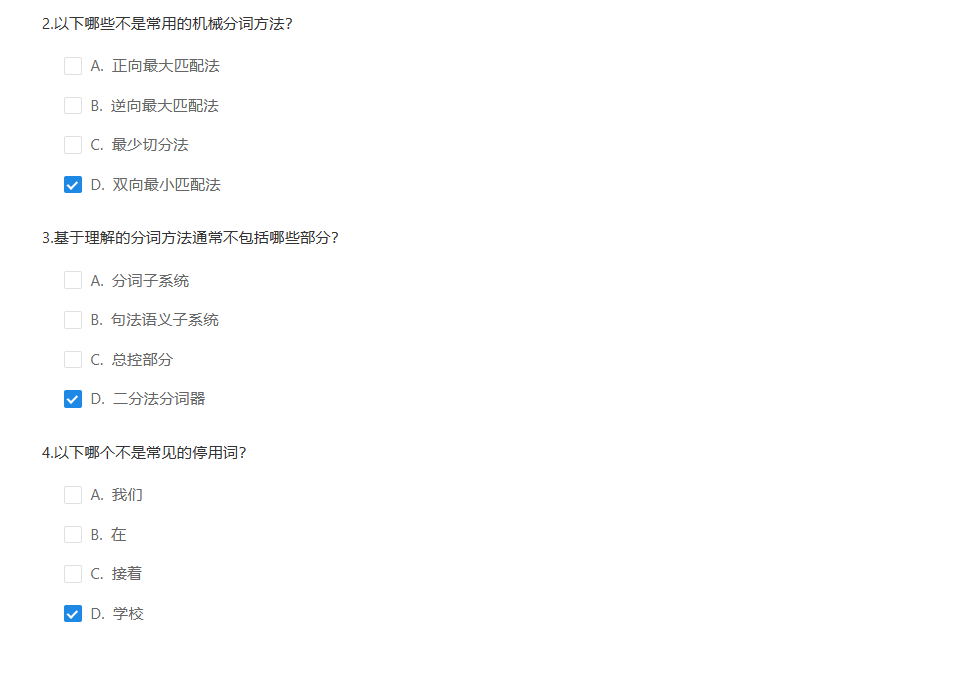 2.以下哪些不是常用的机械分词方法?
A. 正向最大匹配法
B. 逆向最大匹配法
C. 最少切分法
D. 双向最小匹配法
3.基于理解的分词方法通常不包括哪些部分?
A. 分词子系统
B. 句法语义子系统
C. 总控部分
D. 二分法分词器
4.以下哪个不是常见的停用词?
A. 我们
B. 在
C. 接着
D. 学校